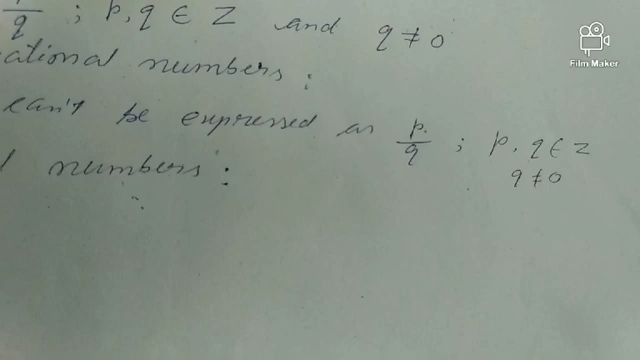 q ; p, q ∈ Z and q ≠ 0
ational numbers :
can't be expressed as p/q ; p, q ∈ Z
q ≠ 0
numbers :
Film Maker